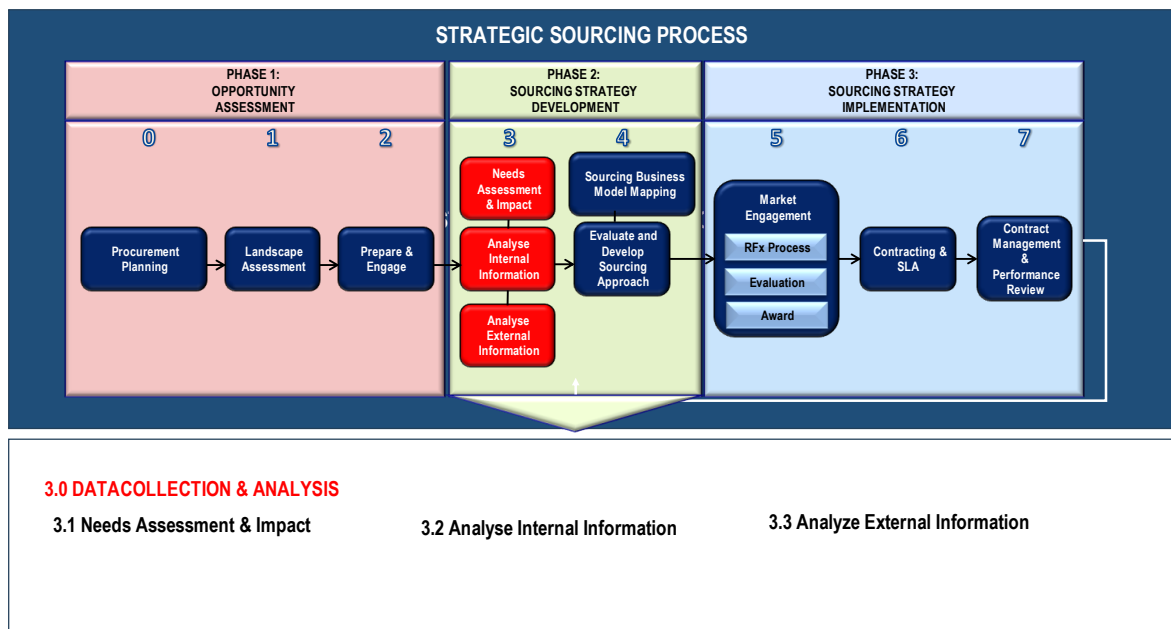 STRATEGIC SOURCING PROCESS
PHASE 1:
OPPORTUNITY
ASSESSMENT
PHASE 2:
SOURCING STRATEGY
DEVELOPMENT
PHASE 3:
SOURCING STRATEGY
IMPLEMENTATION
0
1
2
3
4
5
6
7
Procurement
Planning
Landscape
Assessment
Prepare &
Engage
Needs
Assessment
& Impact
Analyse
Internal
Information
Analyse
External
Information
Sourcing Business
Model Mapping
Evaluate and
Develop
Sourcing
Approach
Market
Engagement
RFx Process
Evaluation
Award
Contracting &
SLA
Contract
Management
&
Performance
Review
3.0 DATACOLLECTION & ANALYSIS
3.1 Needs Assessment & Impact
3.2 Analyse Internal Information
3.3 Analyze External Information